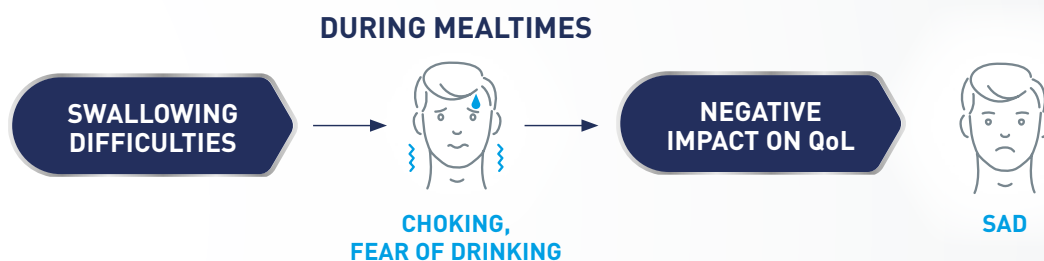 DURING MEALTIMES
SWALLOWING
DIFFICULTIES
CHOKING,
FEAR OF DRINKING
NEGATIVE
IMPACT ON QoL
SAD